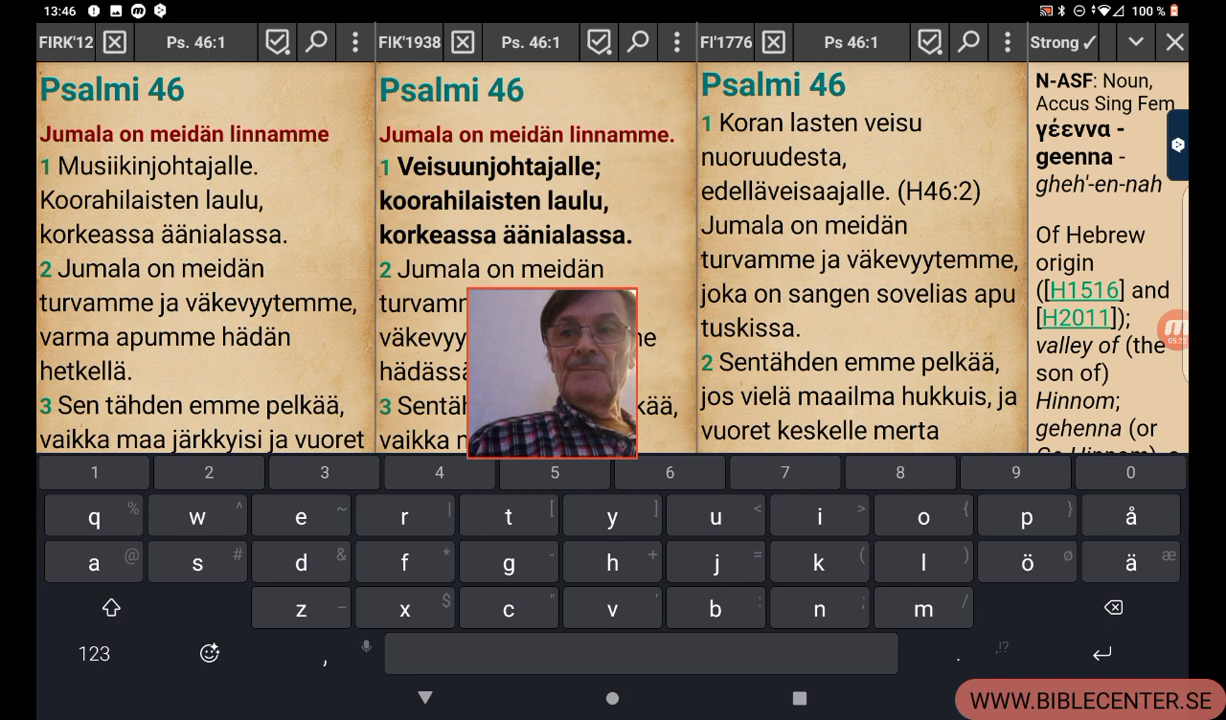 13:46
100 %
FIRK'12
Ps. 46:1
FIK'1938
Ps. 46:1
FI'1776
Ps 46:1
Strong ✓
Psalmi 46
Jumala on meidän linnamme
1 Musiikinjohtajalle.
Koorahilaisten laulu,
korkeassa äänialassa.
2 Jumala on meidän
turvamme ja väkevyytemme,
varma apumme hädän
hetkellä.
3 Sen tähden emme pelkää,
vaikka maa järkkyisi ja vuoret
Psalmi 46
Jumala on meidän linnamme.
1 Veisuunjohtajalle;
koorahilaisten laulu,
korkeassa äänialassa.
2 Jumala on meidän
Psalmi 46
1 Koran lasten veisu
nuoruudesta,
edelläveisaajalle. (H46:2)
Jumala on meidän
turvamme ja väkevyytemme,
joka on sangen sovelias apu
tuskissa.
2 Sentähden emme pelkää,
jos vielä maailma hukkuis, ja
vuoret keskelle merta
N-ASF: Noun,
Accus Sing Fem
γέεννα -
geenna -
gheh'-en-nah
Of Hebrew
origin
([H1516] and
[H2011]);
valley of (the
son of)
Hinnom;
gehenna (or
05:22
1 2 3 4 5 6 7 8 9 0
q % w ^ e ~ r | t [ y ] u < i > o { p } å
a @ s # d & f * g - h + j = k ( l ) ö ø ä æ
z _ x $ c " v ' b : n ; m /
123 , . ,!?
WWW.BIBLECENTER.SE